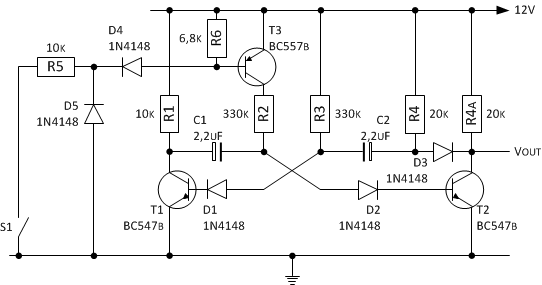 12V
D4
1N4148
6,8K
R6
T3
BC557B
10K
R5
D5
1N4148
10K
R1
C1
2,2UF
330K
R2
R3
330K
C2
2,2UF
R4
20K
R4A
20K
VOUT
D3
1N4148
S1
T1
BC547B
D1
1N4148
D2
1N4148
T2
BC547B